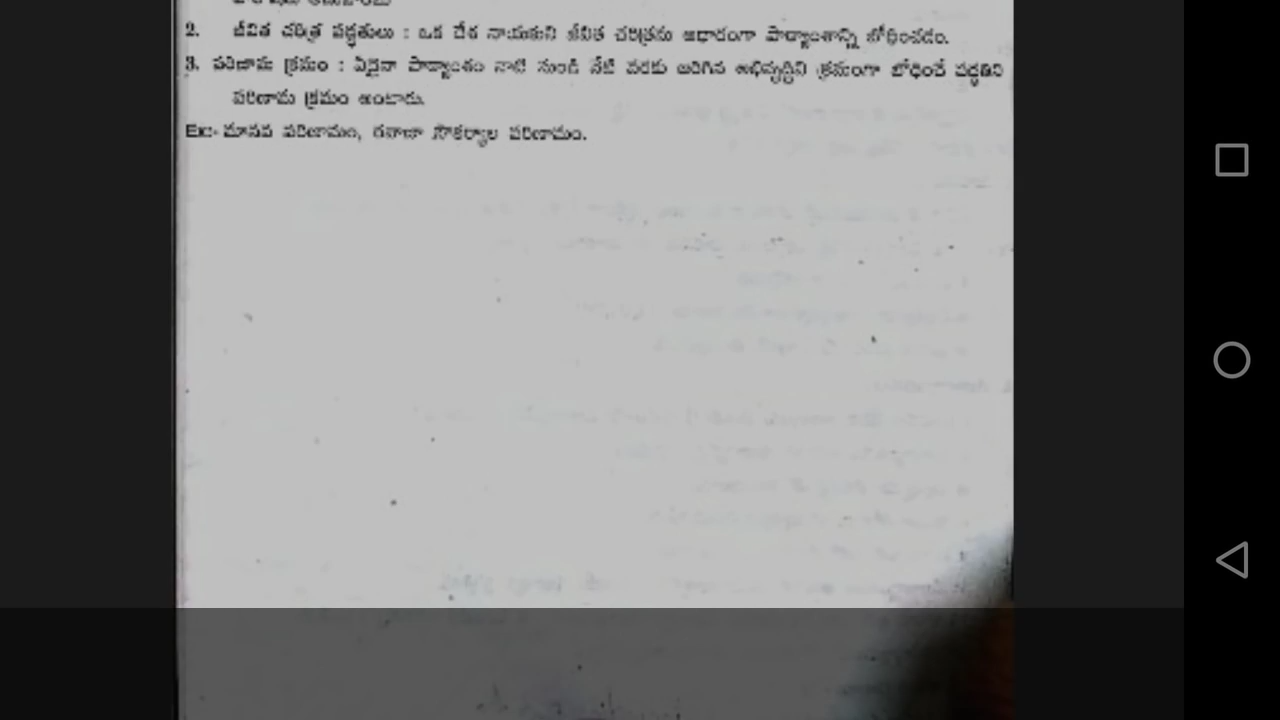 2. జీవిత చరిత్ర పద్ధతులు : ఒక దేశ నాయకుని జీవిత చరిత్రను ఆధారంగా పాఠ్యాంశాన్ని బోధించడం.
3. పరిణామ క్రమం : ఏదైనా పాఠ్యాంశం నాటి నుండి నేటి వరకు జరిగిన అభివృద్ధిని క్రమంగా బోధించే పద్ధతిని
పరిణామ క్రమం అంటారు.
Ex:- మానవ పరిణామం, రవాణా సౌకర్యాల పరిణామం.